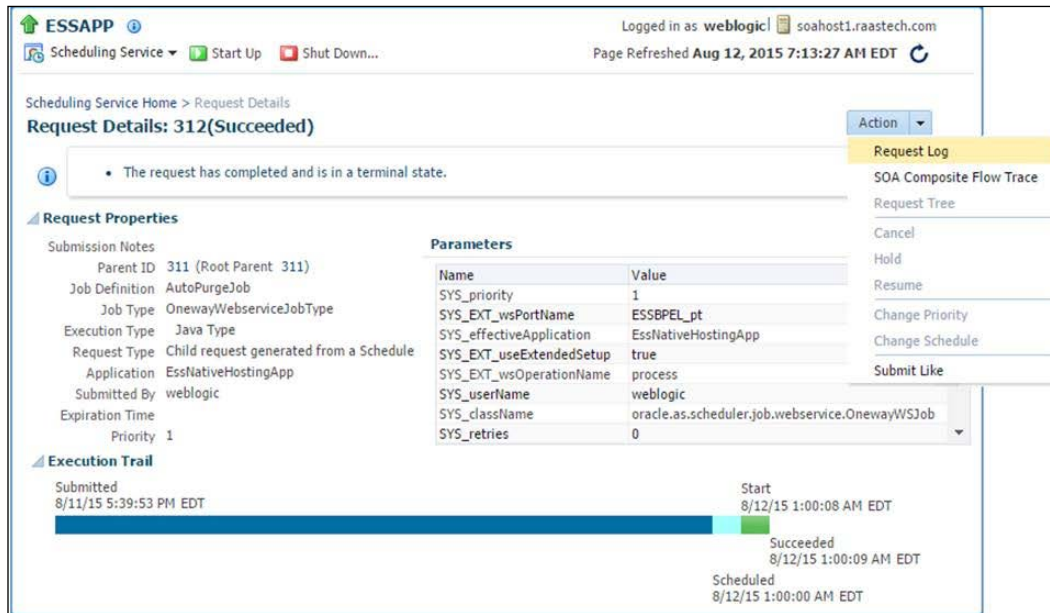 ESSAPP
Logged in as weblogic soahost1.raastech.com
Scheduling Service Start Up Shut Down...
Page Refreshed Aug 12, 2015 7:13:27 AM EDT
Scheduling Service Home > Request Details
Request Details: 312(Succeeded)
Action
Request Log
SOA Composite Flow Trace
Request Tree
Cancel
Hold
Resume
Change Priority
Change Schedule
Submit Like
• The request has completed and is in a terminal state.
Request Properties
Submission Notes
Parent ID 311 (Root Parent 311)
Job Definition AutoPurgeJob
Job Type OnewayWebserviceJobType
Execution Type Java Type
Request Type Child request generated from a Schedule
Application EssNativeHostingApp
Submitted By weblogic
Expiration Time
Priority 1
Parameters
Name Value
SYS_priority 1
SYS_EXT_wsPortName ESSBPEL_pt
SYS_effectiveApplication EssNativeHostingApp
SYS_EXT_useExtendedSetup true
SYS_EXT_wsOperationName process
SYS_userName weblogic
SYS_className oracle.as.scheduler.job.webservice.OnewayWSJob
SYS_retries 0
Execution Trail
Submitted
8/11/15 5:39:53 PM EDT
Start
8/12/15 1:00:08 AM EDT
Succeeded
8/12/15 1:00:09 AM EDT
Scheduled
8/12/15 1:00:00 AM EDT